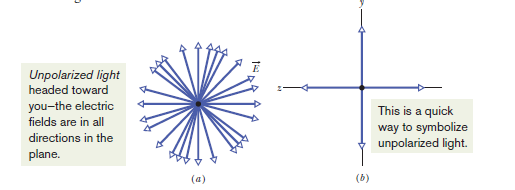 y
Unpolarized light
headed toward
you–the electric
fields are in all
directions in the
plane.
E
(a)
z
This is a quick
way to symbolize
unpolarized light.
(b)